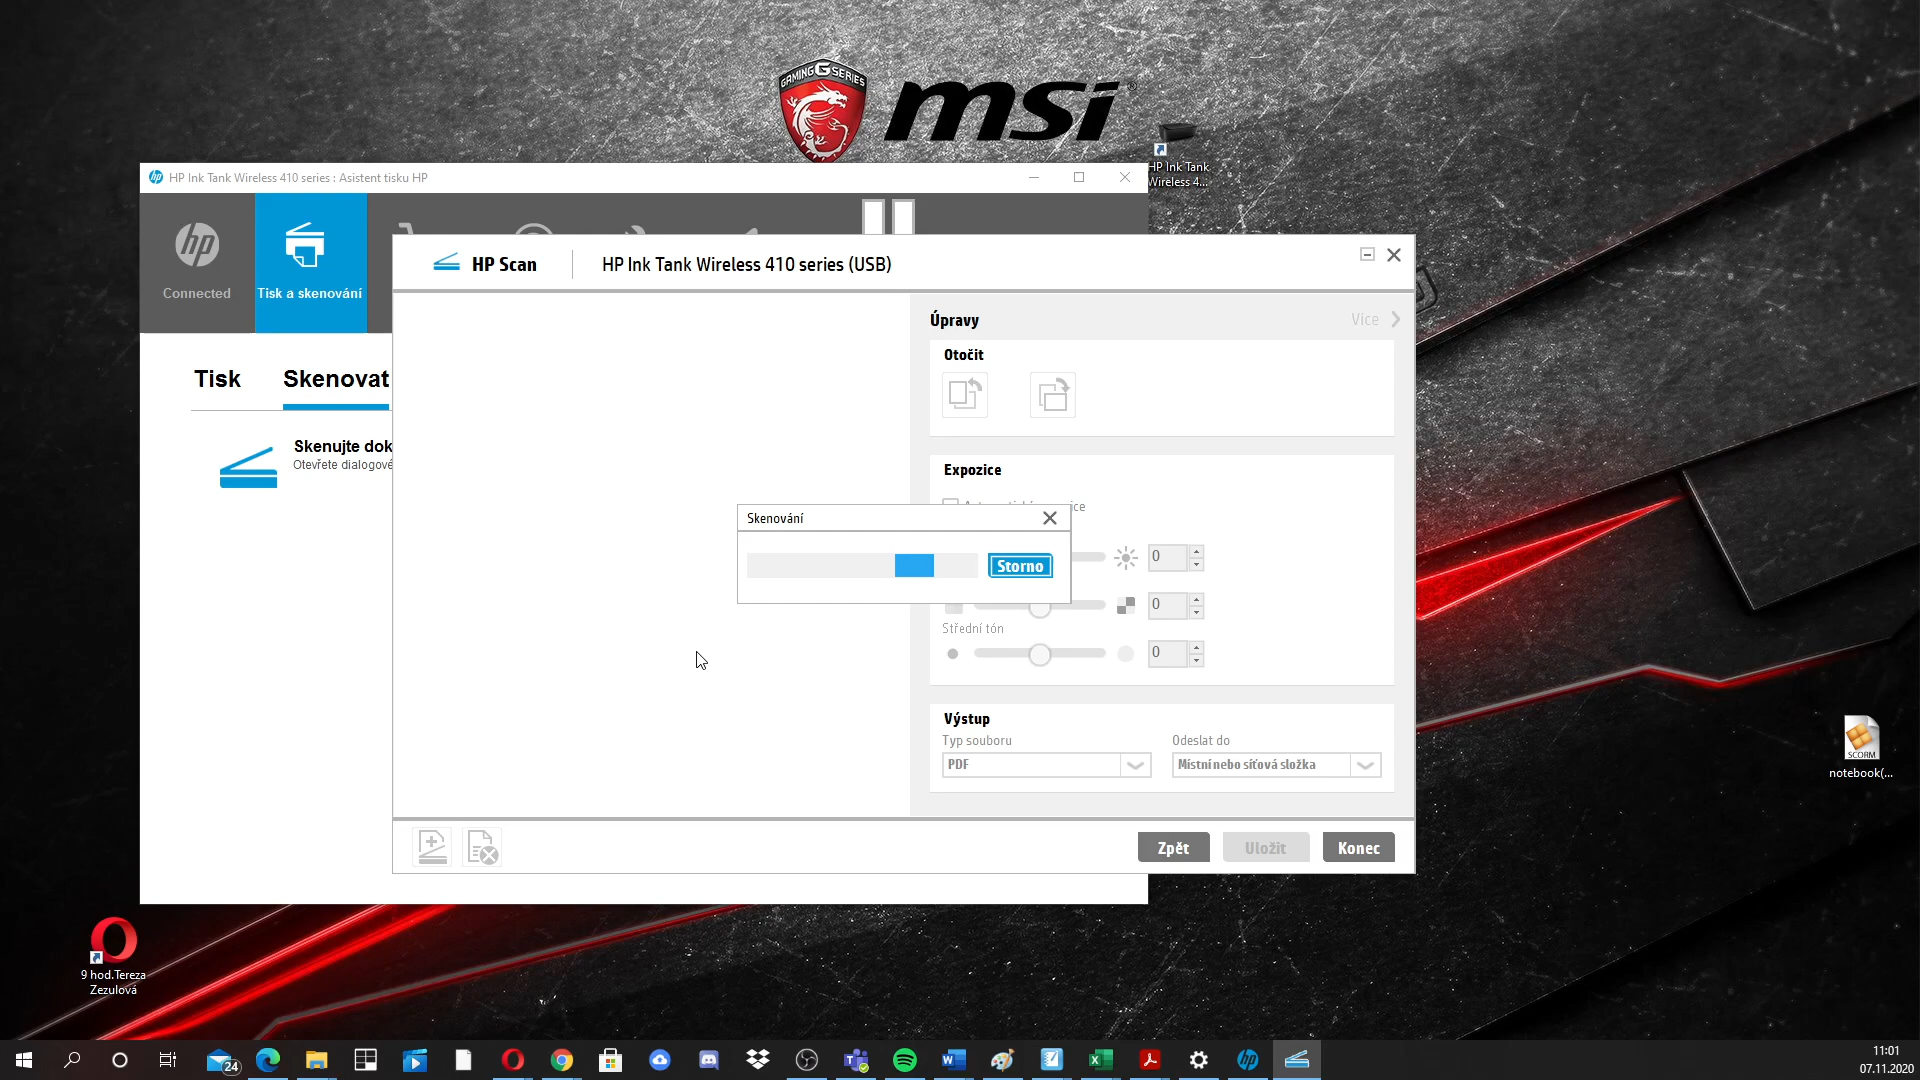 GAMING G SERIES
msi
HP Ink Tank
Wireless 4...
HP Ink Tank Wireless 410 series : Asistent tisku HP
hp
Connected
Tisk a skenování
HP Scan
HP Ink Tank Wireless 410 series (USB)
Tisk
Skenovat
Skenujte dok
Otevřete dialogové
Úpravy
Více
Otočit
Expozice
Skenování
Storno
0
0
Střední tón
0
Výstup
Typ souboru
Odeslat do
PDF
Místní nebo síťová složka
Zpět
Uložit
Konec
SCORM
notebook(...
9 hod.Tereza
Zezulová
24
11:01
07.11.2020